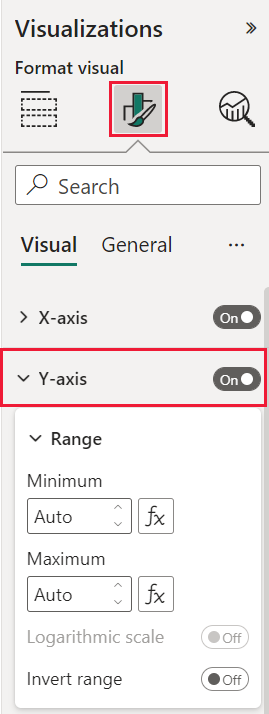 Visualizations »
Format visual
Search
Visual General ...
X-axis On
Y-axis On
Range
Minimum
Auto fx
Maximum
Auto fx
Logarithmic scale Off
Invert range Off